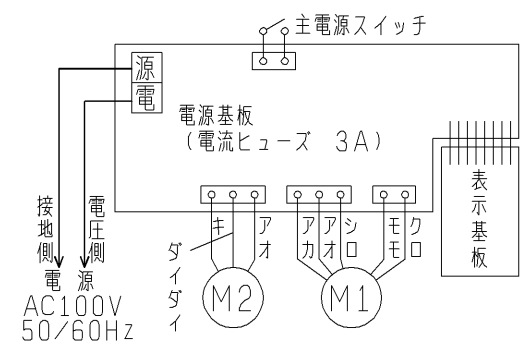 主電源スイッチ
源
電
電源基板
(電流ヒューズ 3A)
表示基板
接地側
電圧側
キ
アオ
ダイダイ
アカ
アオ
シロ
モモ
クロ
電源
AC100V
50/60Hz
M2
M1